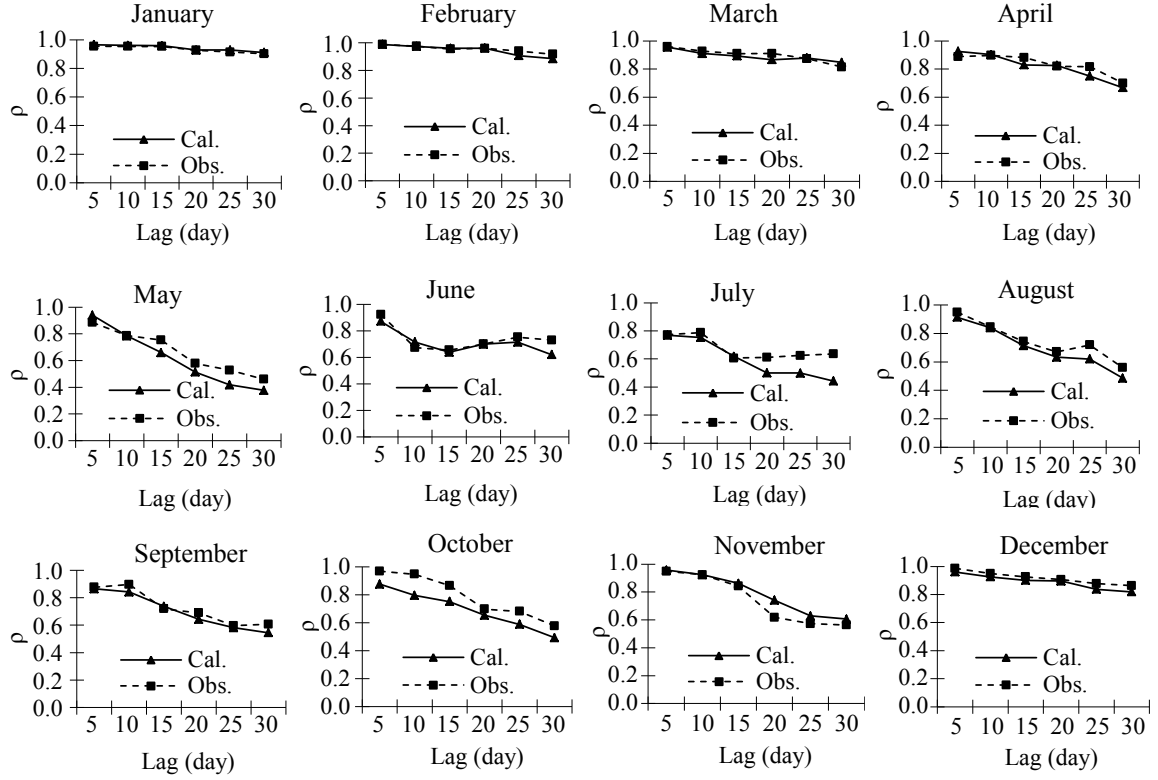 January
1.0
0.8
0.6
0.4
0.2
0.0
ρ
Cal.
Obs.
5 10 15 20 25 30
Lag (day)
February
1.0
0.8
0.6
0.4
0.2
0.0
ρ
Cal.
Obs.
5 10 15 20 25 30
Lag (day)
March
1.0
0.8
0.6
0.4
0.2
0.0
ρ
Cal.
Obs.
5 10 15 20 25 30
Lag (day)
April
1.0
0.8
0.6
0.4
0.2
0.0
ρ
Cal.
Obs.
5 10 15 20 25 30
Lag (day)
May
1.0
0.8
0.6
0.4
0.2
0.0
ρ
Cal.
Obs.
5 10 15 20 25 30
Lag (day)
June
1.0
0.8
0.6
0.4
0.2
0.0
ρ
Cal.
Obs.
5 10 15 20 25 30
Lag (day)
July
1.0
0.8
0.6
0.4
0.2
0.0
ρ
Cal.
Obs.
5 10 15 20 25 30
Lag (day)
August
1.0
0.8
0.6
0.4
0.2
0.0
ρ
Cal.
Obs.
5 10 15 20 25 30
Lag (day)
September
1.0
0.8
0.6
0.4
0.2
0.0
ρ
Cal.
Obs.
5 10 15 20 25 30
Lag (day)
October
1.0
0.8
0.6
0.4
0.2
0.0
ρ
Cal.
Obs.
5 10 15 20 25 30
Lag (day)
November
1.0
0.8
0.6
0.4
0.2
0.0
ρ
Cal.
Obs.
5 10 15 20 25 30
Lag (day)
December
1.0
0.8
0.6
0.4
0.2
0.0
ρ
Cal.
Obs.
5 10 15 20 25 30
Lag (day)